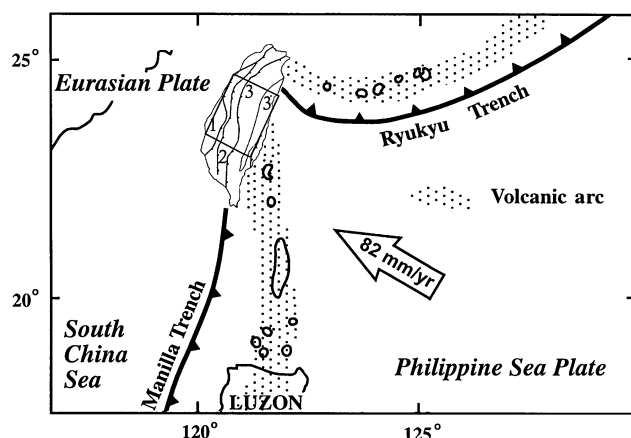 25°
Eurasian Plate
3
3
1
2
Ryukyu Trench
Volcanic arc
82 mm/yr
20°
Manilla Trench
South
China
Sea
Philippine Sea Plate
LUZON
120°
125°